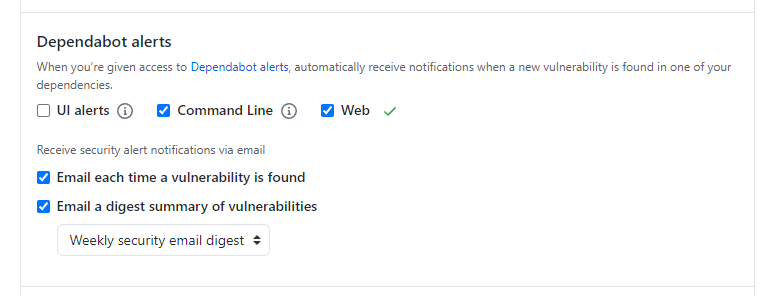 Dependabot alerts
When you're given access to Dependabot alerts, automatically receive notifications when a new vulnerability is found in one of your
dependencies.
UI alerts Command Line Web
Receive security alert notifications via email
Email each time a vulnerability is found
Email a digest summary of vulnerabilities
Weekly security email digest